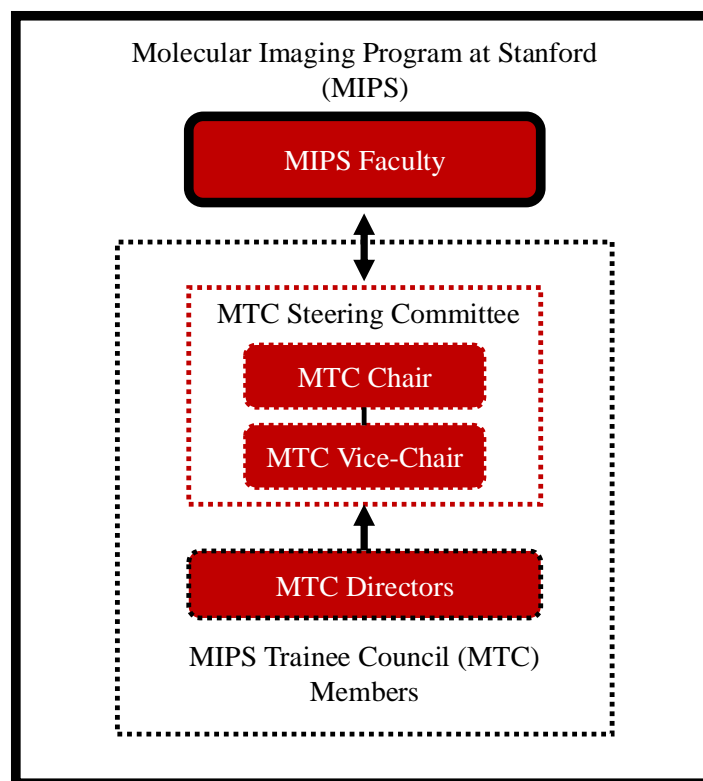 Molecular Imaging Program at Stanford
(MIPS)
MIPS Faculty
MTC Steering Committee
MTC Chair
MTC Vice-Chair
MTC Directors
MIPS Trainee Council (MTC)
Members